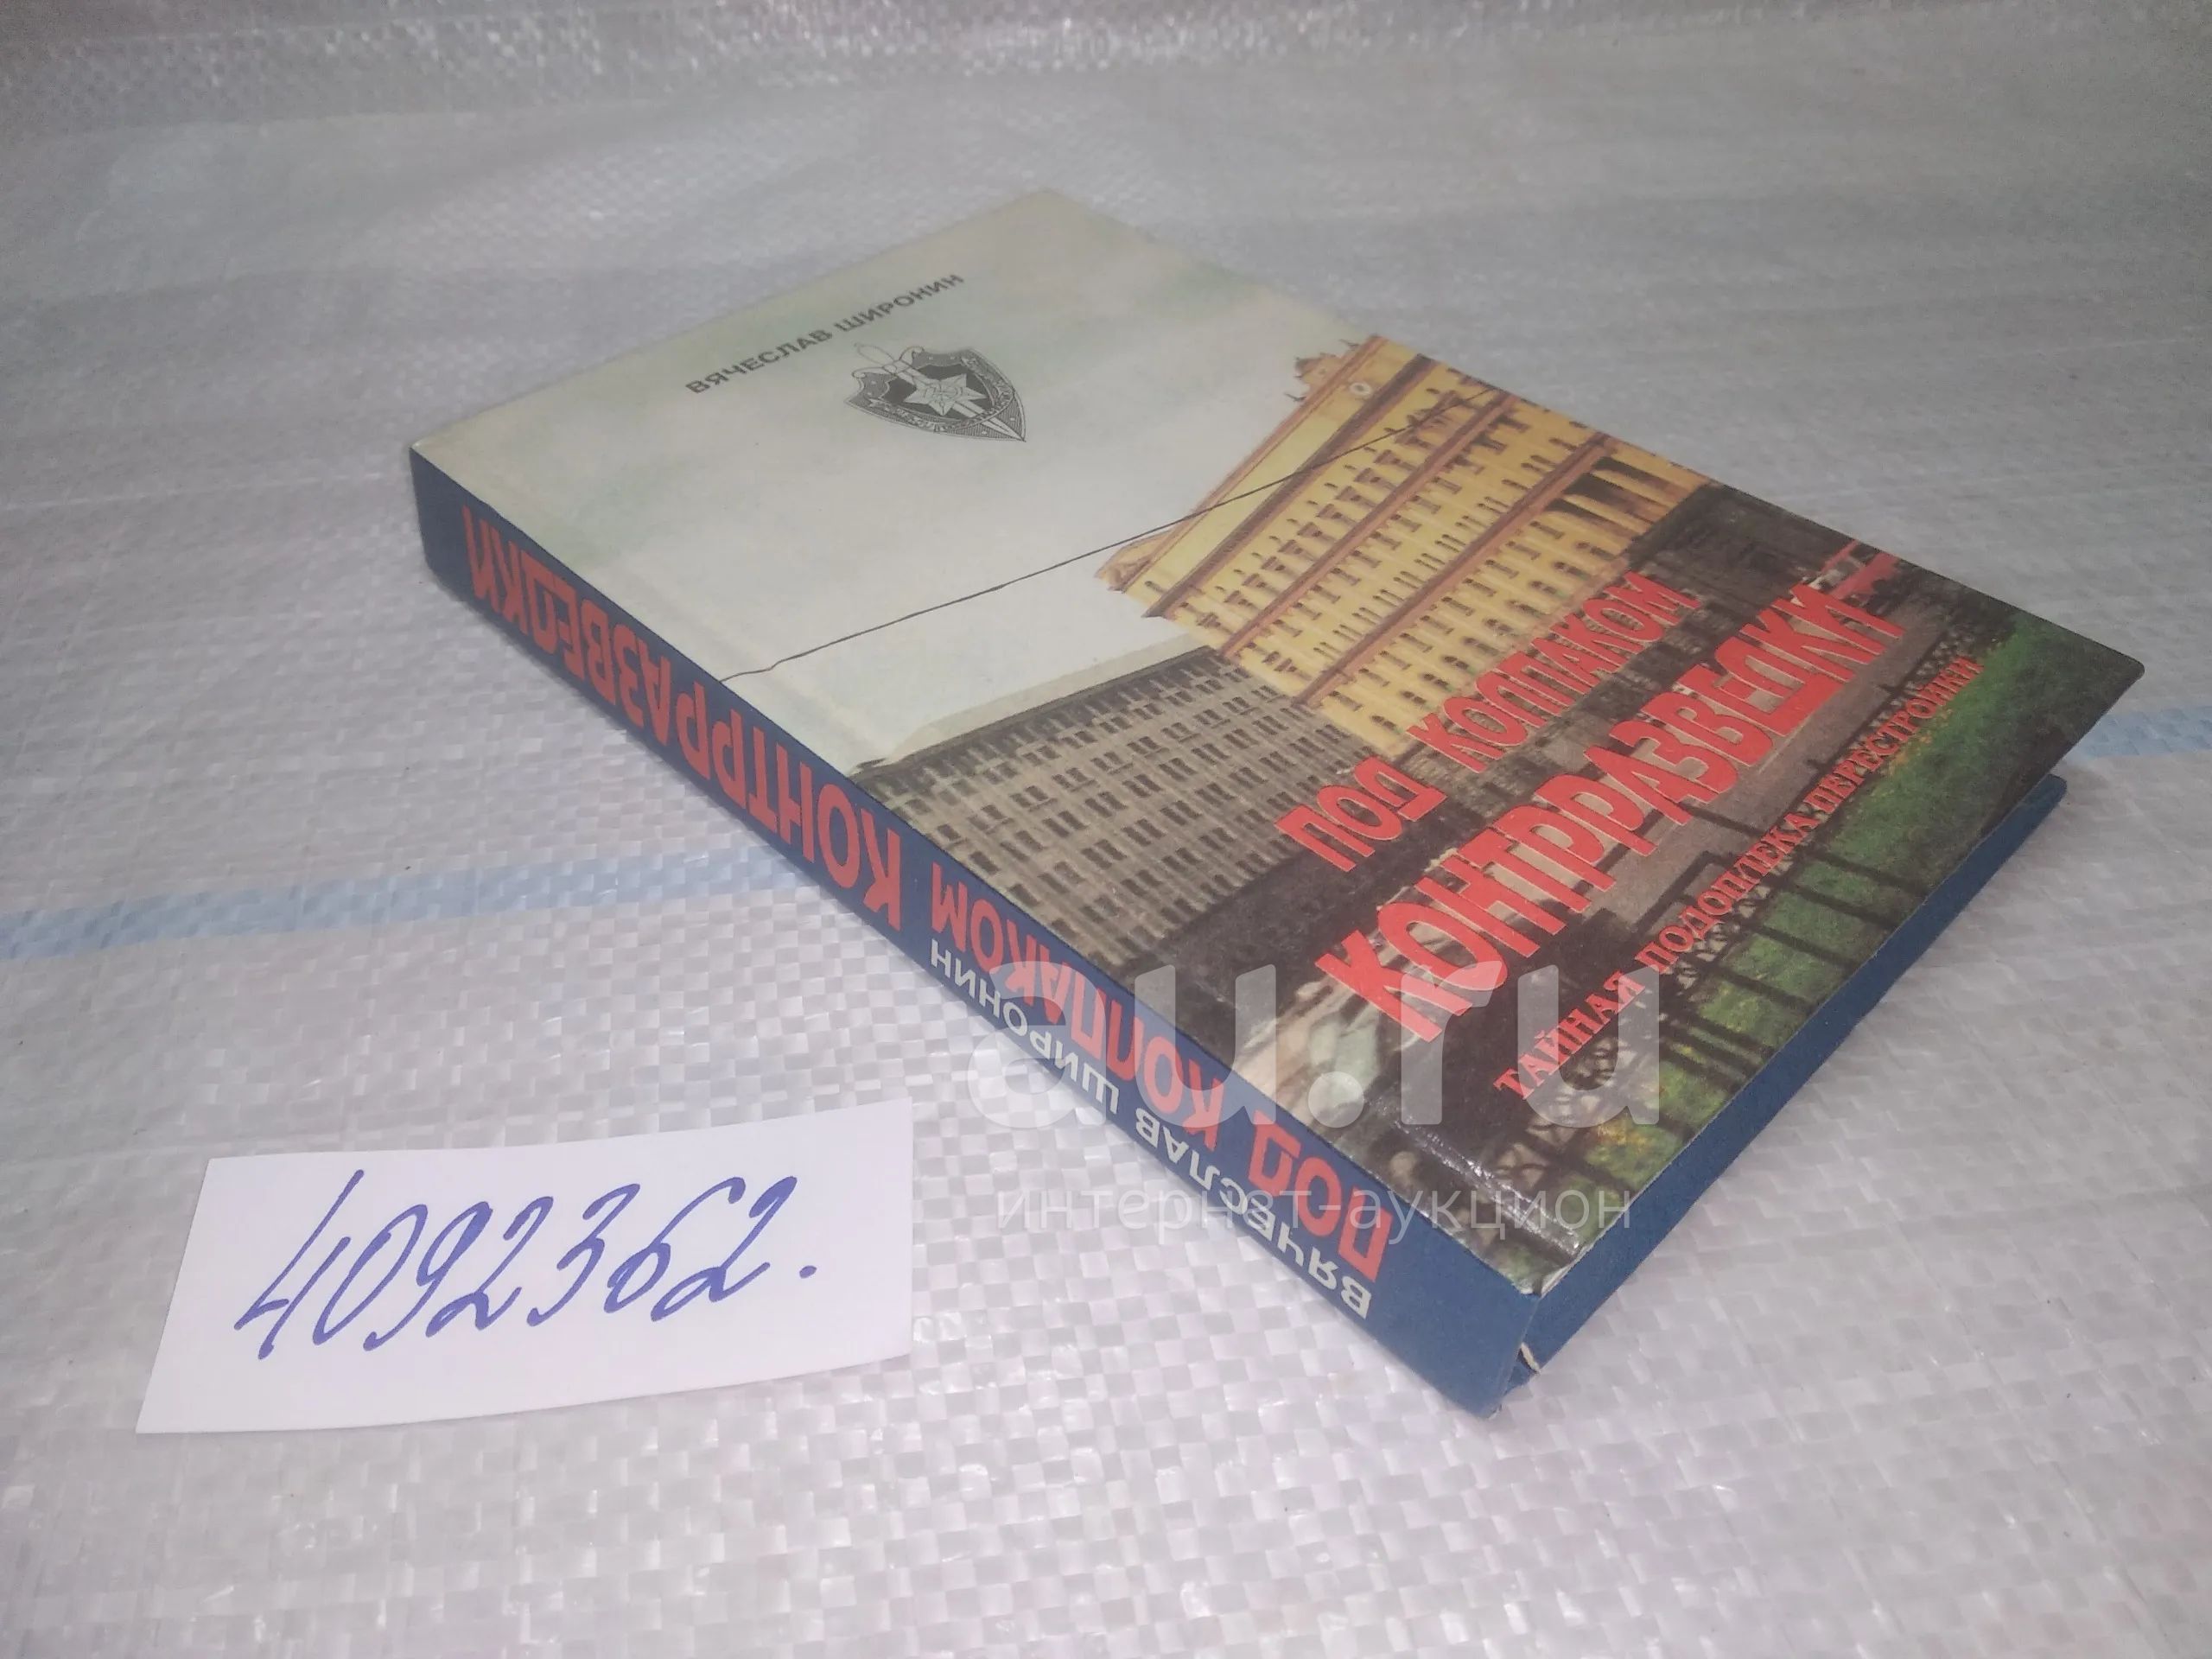 ВЯЧЕСЛАВ ШИРОНИН
ПОД КОЛПАКОМ
КОНТРРАЗВЕДКИ
ТАЙНАЯ ПОДОПЛЕКА ПЕРЕСТРОЙКИ
ВЯЧЕСЛАВ ШИРОНИН
ПОД КОЛПАКОМ КОНТРРАЗВЕДКИ
4092362.
au.ru
интернет-аукцион